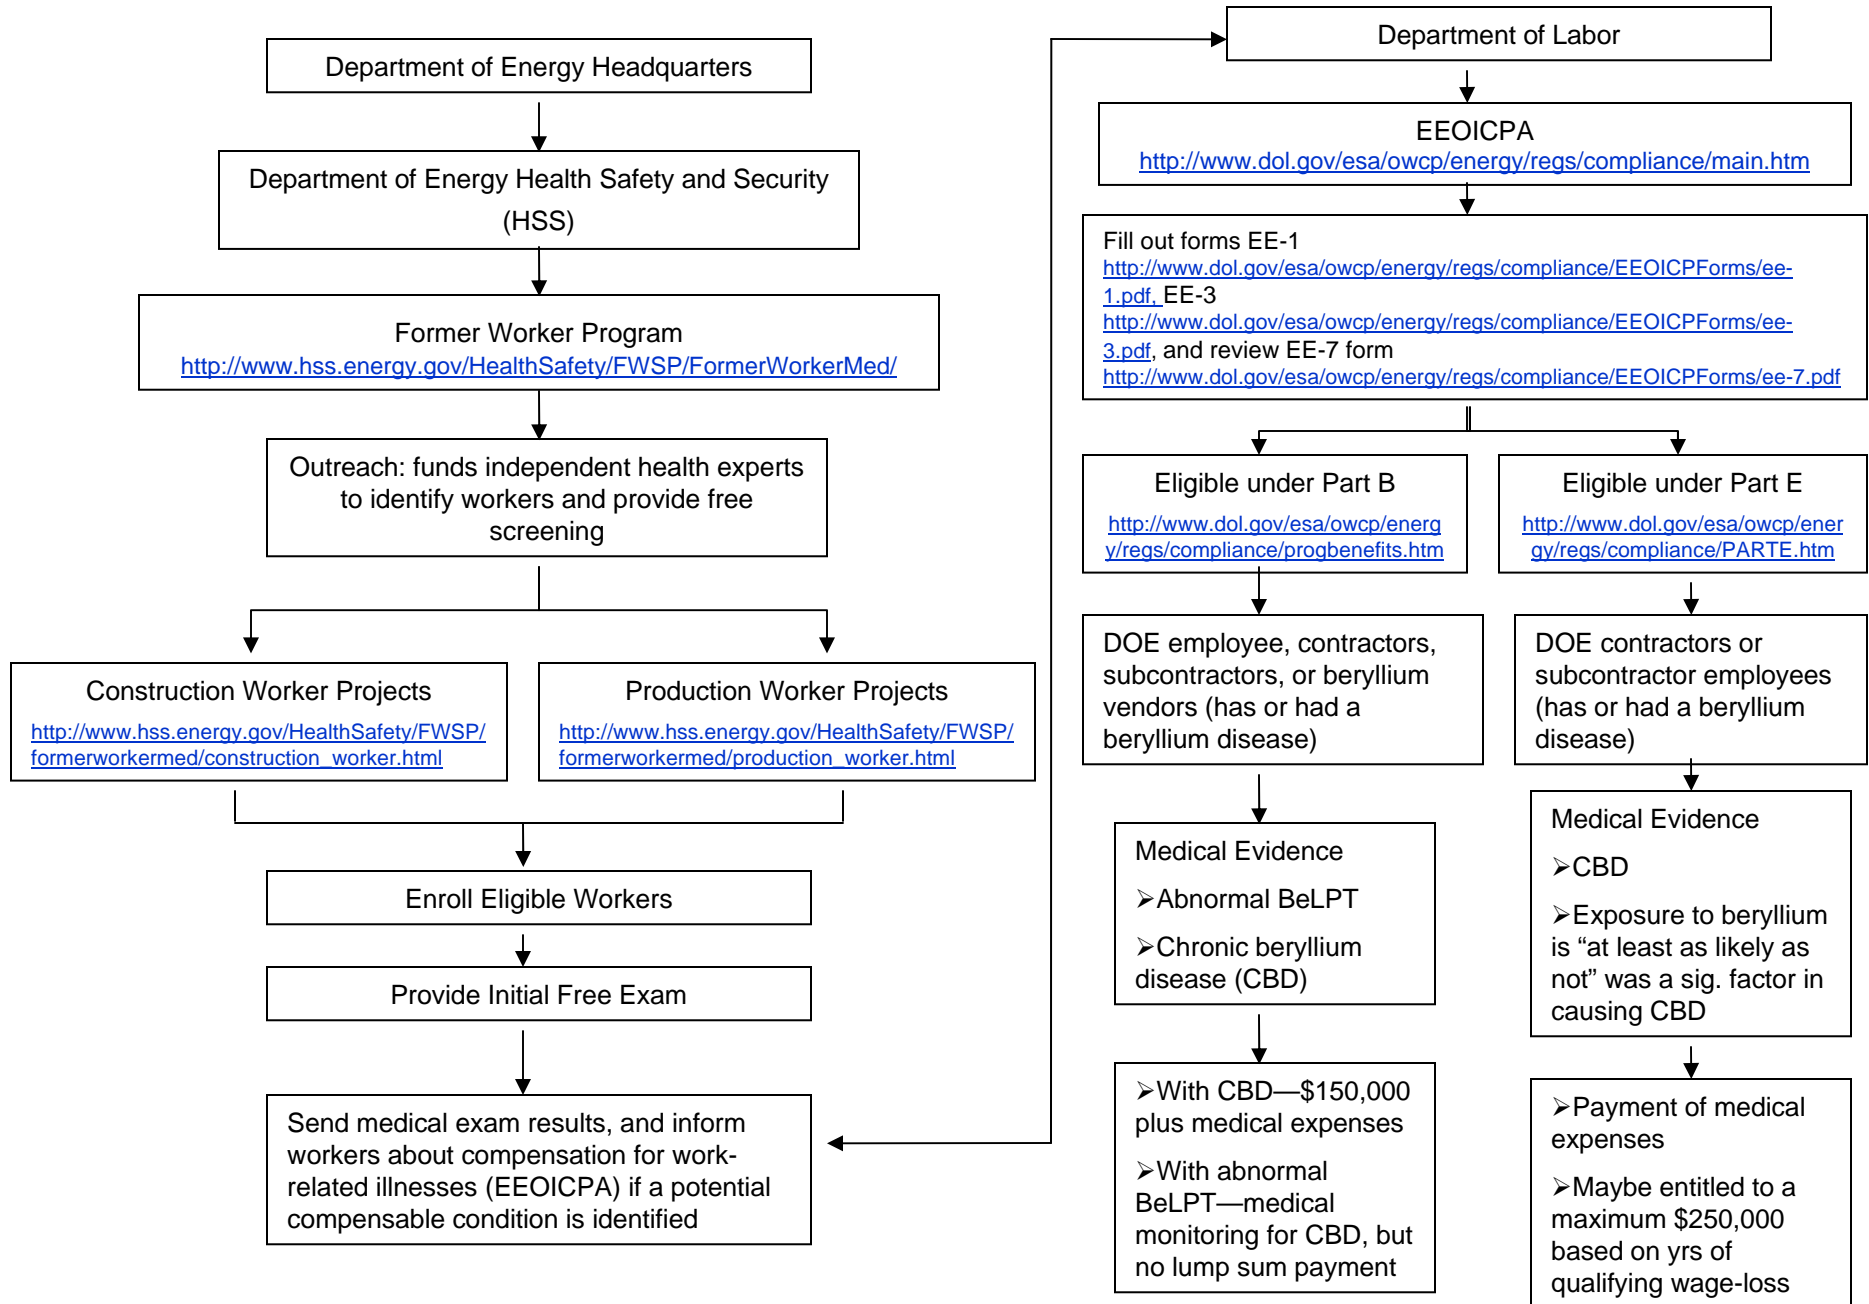 Department of Energy Headquarters
Department of Energy Health Safety and Security
(HSS)
Former Worker Program
http://www.hss.energy.gov/HealthSafety/FWSP/FormerWorkerMed/
Outreach: funds independent health experts
to identify workers and provide free
screening
Construction Worker Projects
http://www.hss.energy.gov/HealthSafety/FWSP/
formerworkermed/construction_worker.html
Production Worker Projects
http://www.hss.energy.gov/HealthSafety/FWSP/
formerworkermed/production_worker.html
Enroll Eligible Workers
Provide Initial Free Exam
Send medical exam results, and inform
workers about compensation for work-
related illnesses (EEOICPA) if a potential
compensable condition is identified
Department of Labor
EEOICPA
http://www.dol.gov/esa/owcp/energy/regs/compliance/main.htm
Fill out forms EE-1
http://www.dol.gov/esa/owcp/energy/regs/compliance/EEOICPForms/ee-
1.pdf, EE-3
http://www.dol.gov/esa/owcp/energy/regs/compliance/EEOICPForms/ee-
3.pdf, and review EE-7 form
http://www.dol.gov/esa/owcp/energy/regs/compliance/EEOICPForms/ee-7.pdf
Eligible under Part B
http://www.dol.gov/esa/owcp/energ
y/regs/compliance/progbenefits.htm
DOE employee, contractors,
subcontractors, or beryllium
vendors (has or had a
beryllium disease)
Medical Evidence
➢Abnormal BeLPT
➢Chronic beryllium
disease (CBD)
➢With CBD—$150,000
plus medical expenses
➢With abnormal
BeLPT—medical
monitoring for CBD, but
no lump sum payment
Eligible under Part E
http://www.dol.gov/esa/owcp/ener
gy/regs/compliance/PARTE.htm
DOE contractors or
subcontractor employees
(has or had a beryllium
disease)
Medical Evidence
➢CBD
➢Exposure to beryllium
is “at least as likely as
not” was a sig. factor in
causing CBD
➢Payment of medical
expenses
➢Maybe entitled to a
maximum $250,000
based on yrs of
qualifying wage-loss